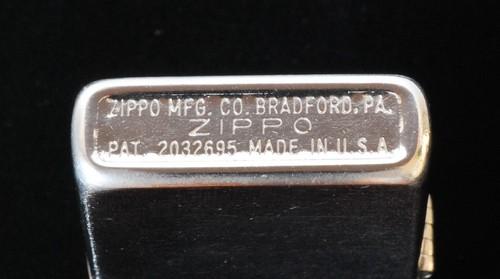 ZIPPO MFG. CO. BRADFORD, PA.
ZIPPO
PAT. 2032695 MADE IN U.S.A